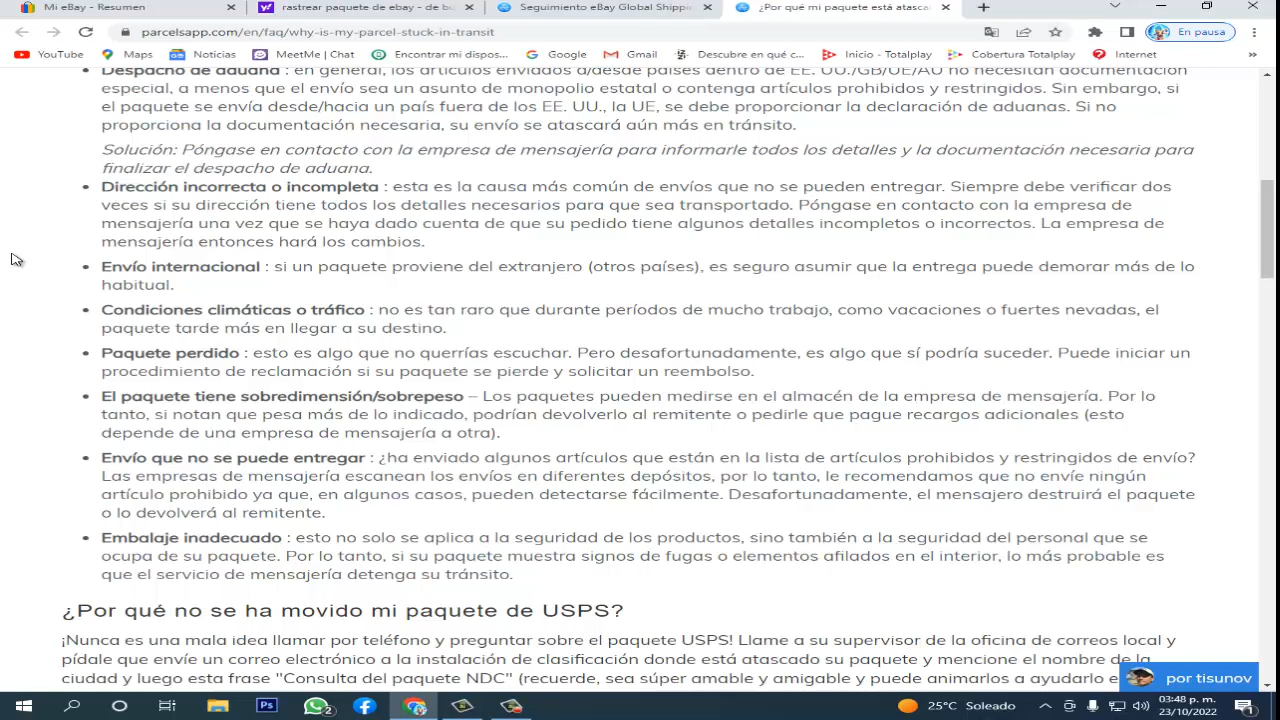 Mi eBay - Resumen
rastrear paquete de ebay - de bu
Seguimiento eBay Global Shippi
¿Por qué mi paquete está atasca
parcelsapp.com/en/faq/why-is-my-parcel-stuck-in-transit
En pausa
YouTube
Maps
Noticias
MeetMe | Chat
Encontrar mi dispos...
Google
Gmail
Descubre en qué c...
Inicio - Totalplay
Cobertura Totalplay
Internet
»
Despacho de aduana : en general, los artículos enviados a/desde países dentro de EE. UU./GB/UE/AU no necesitan documentación
especial, a menos que el envío sea un asunto de monopolio estatal o contenga artículos prohibidos y restringidos. Sin embargo, si
el paquete se envía desde/hacia un país fuera de los EE. UU., la UE, se debe proporcionar la declaración de aduanas. Si no
proporciona la documentación necesaria, su envío se atascará aún más en tránsito.
Solución: Póngase en contacto con la empresa de mensajería para informarle todos los detalles y la documentación necesaria para
finalizar el despacho de aduana.
Dirección incorrecta o incompleta : esta es la causa más común de envíos que no se pueden entregar. Siempre debe verificar dos
veces si su dirección tiene todos los detalles necesarios para que sea transportado. Póngase en contacto con la empresa de
mensajería una vez que se haya dado cuenta de que su pedido tiene algunos detalles incompletos o incorrectos. La empresa de
mensajería entonces hará los cambios.
Envío internacional : si un paquete proviene del extranjero (otros países), es seguro asumir que la entrega puede demorar más de lo
habitual.
Condiciones climáticas o tráfico : no es tan raro que durante períodos de mucho trabajo, como vacaciones o fuertes nevadas, el
paquete tarde más en llegar a su destino.
Paquete perdido : esto es algo que no querrías escuchar. Pero desafortunadamente, es algo que sí podría suceder. Puede iniciar un
procedimiento de reclamación si su paquete se pierde y solicitar un reembolso.
El paquete tiene sobredimensión/sobrepeso – Los paquetes pueden medirse en el almacén de la empresa de mensajería. Por lo
tanto, si notan que pesa más de lo indicado, podrían devolverlo al remitente o pedirle que pague recargos adicionales (esto
depende de una empresa de mensajería a otra).
Envío que no se puede entregar : ¿ha enviado algunos artículos que están en la lista de artículos prohibidos y restringidos de envío?
Las empresas de mensajería escanean los envíos en diferentes depósitos, por lo tanto, le recomendamos que no envíe ningún
artículo prohibido ya que, en algunos casos, pueden detectarse fácilmente. Desafortunadamente, el mensajero destruirá el paquete
o lo devolverá al remitente.
Embalaje inadecuado : esto no solo se aplica a la seguridad de los productos, sino también a la seguridad del personal que se
ocupa de su paquete. Por lo tanto, si su paquete muestra signos de fugas o elementos afilados en el interior, lo más probable es
que el servicio de mensajería detenga su tránsito.
¿Por qué no se ha movido mi paquete de USPS?
¡Nunca es una mala idea llamar por teléfono y preguntar sobre el paquete USPS! Llame a su supervisor de la oficina de correos local y
pídale que envíe un correo electrónico a la instalación de clasificación donde está atascado su paquete y mencione el nombre de la
ciudad y luego esta frase "Consulta del paquete NDC" (recuerde, sea súper amable y amigable y puede animarlos a ayudarlo e
por tisunov
Ps
2
25°C Soleado
03:48 p. m.
23/10/2022
1